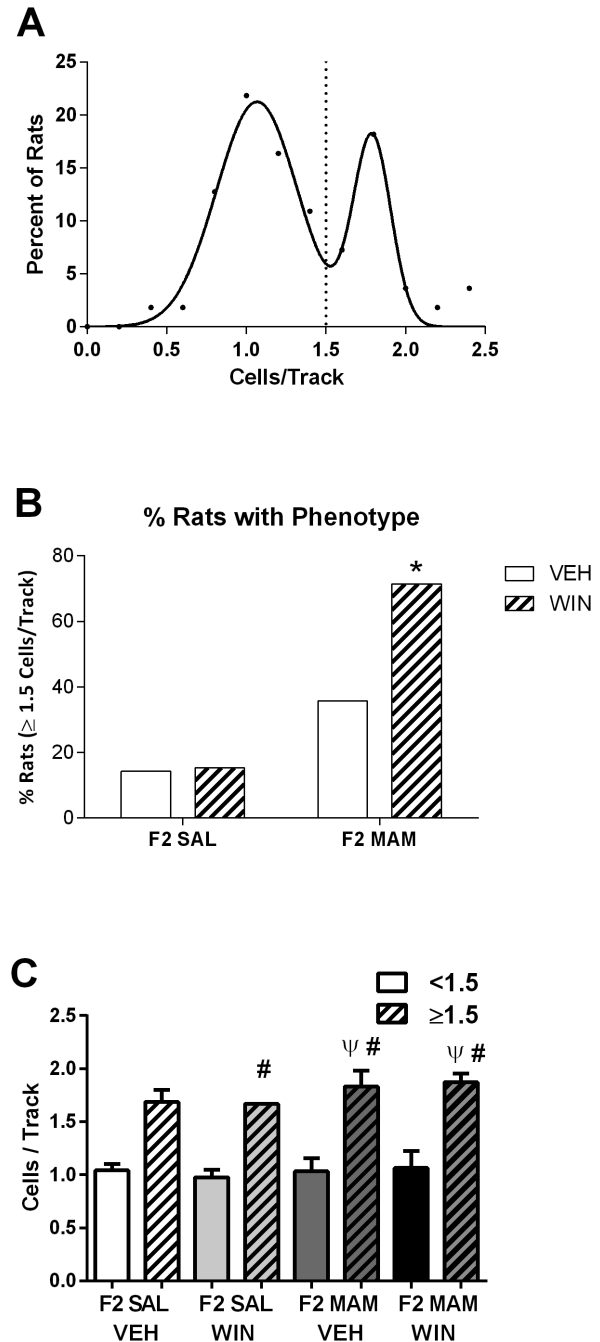 A
25
20
15
10
5
0
Percent of Rats
0.0 0.5 1.0 1.5 2.0 2.5
Cells/Track
B
% Rats with Phenotype
80
60
40
20
0
% Rats (≥ 1.5 Cells/Track)
*
VEH
WIN
F2 SAL F2 MAM
C
<1.5
≥1.5
2.5
2.0
1.5
1.0
0.5
0.0
Cells / Track
# ψ # ψ #
F2 SAL F2 SAL F2 MAM F2 MAM
VEH WIN VEH WIN